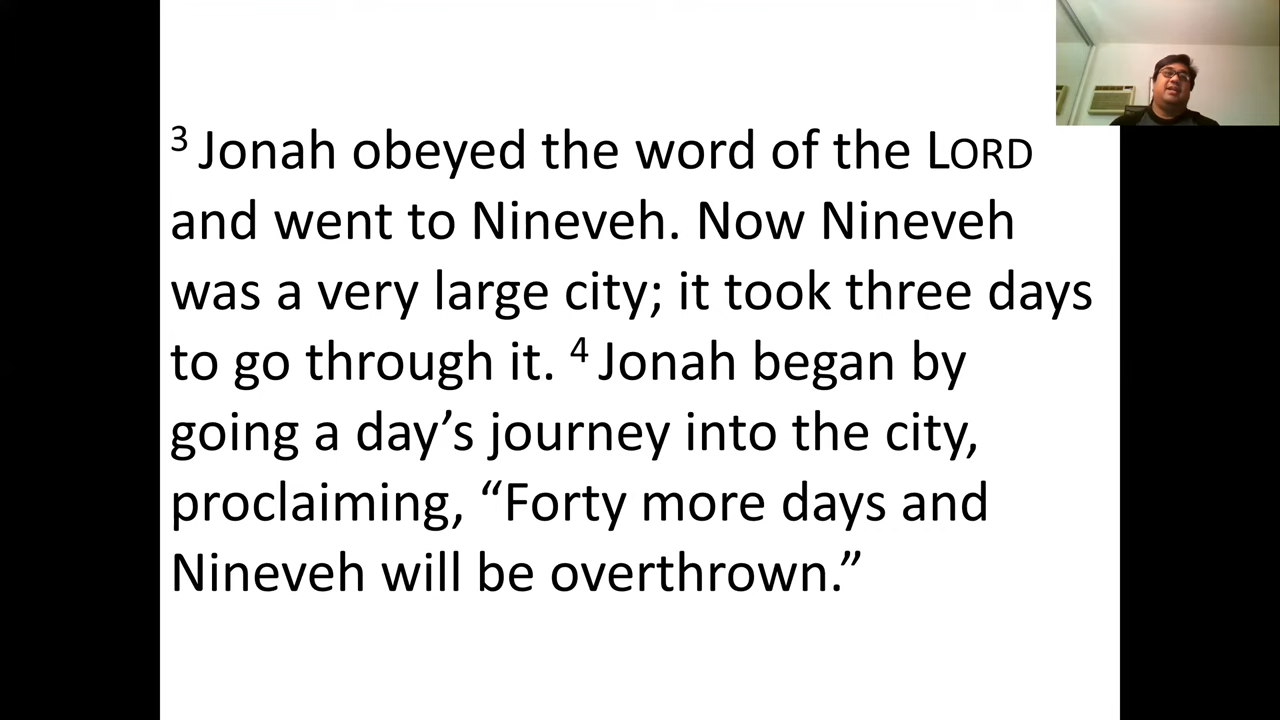 ³ Jonah obeyed the word of the LORD
and went to Nineveh. Now Nineveh
was a very large city; it took three days
to go through it. ⁴ Jonah began by
going a day’s journey into the city,
proclaiming, “Forty more days and
Nineveh will be overthrown.”